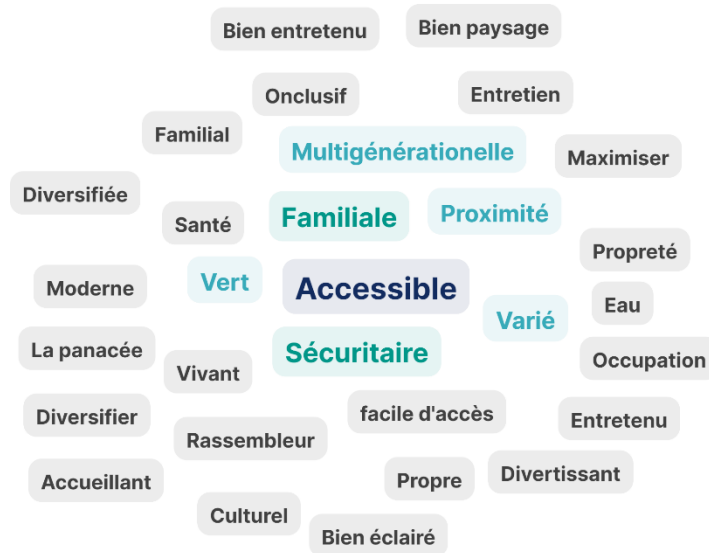 Bien entretenu
Bien paysage
Onclusif
Entretien
Familial
Multigénérationelle
Maximiser
Diversifiée
Santé
Familiale
Proximité
Propreté
Moderne
Vert
Accessible
Varié
Eau
La panacée
Vivant
Sécuritaire
Occupation
Diversifier
Rassembleur
facile d'accès
Entretenu
Accueillant
Propre
Divertissant
Culturel
Bien éclairé